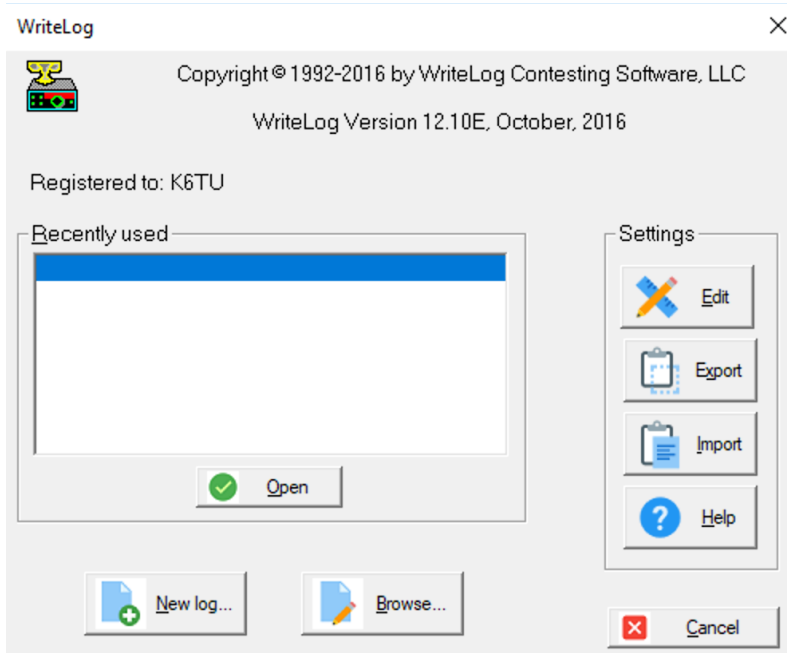 WriteLog
Copyright © 1992-2016 by WriteLog Contesting Software, LLC
WriteLog Version 12.10E, October, 2016
Registered to: K6TU
Recently used
Open
Settings
Edit
Export
Import
Help
New log...
Browse...
Cancel